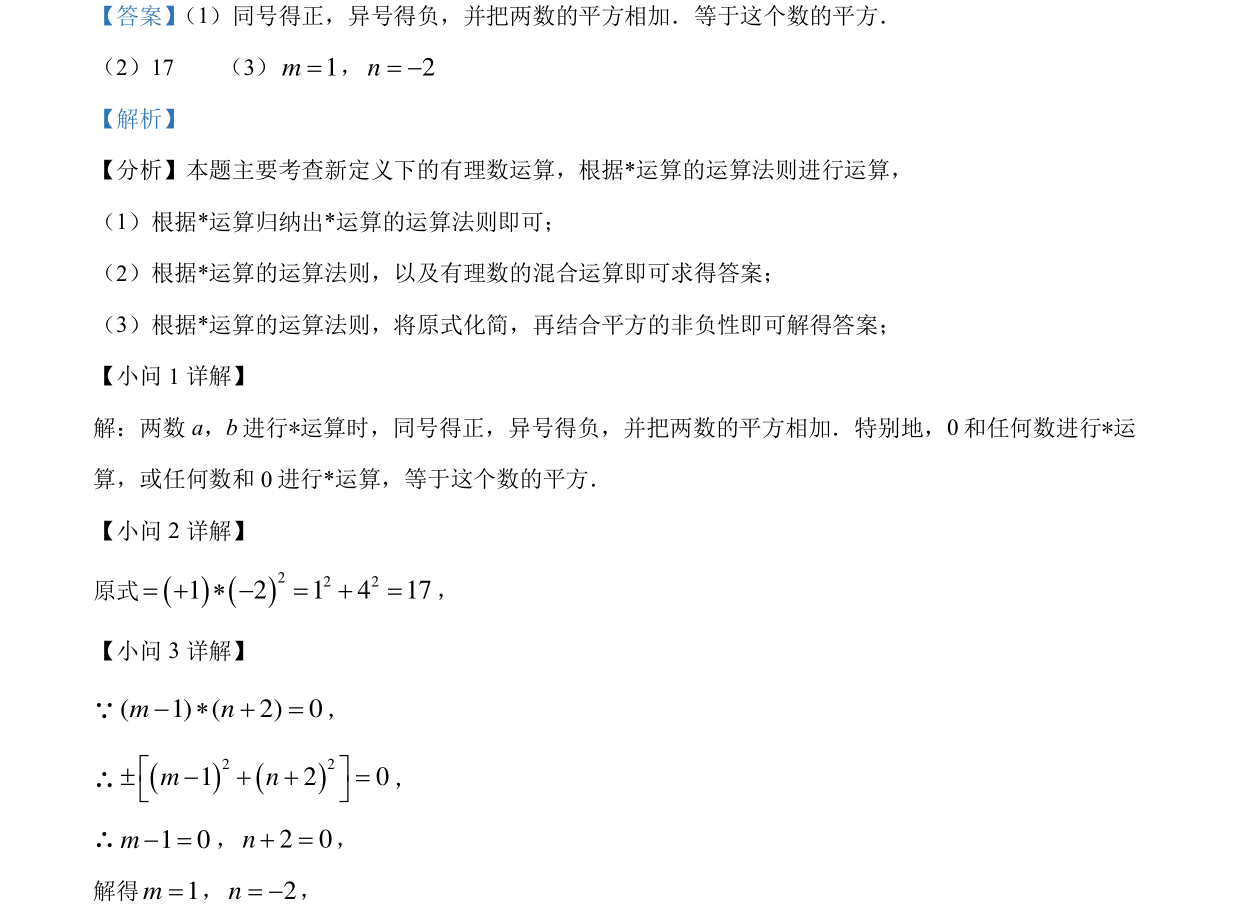 【答案】（1）同号得正，异号得负，并把两数的平方相加．等于这个数的平方．
（2）17 （3）m＝1，n＝−2
【解析】
【分析】本题主要考查新定义下的有理数运算，根据*运算的运算法则进行运算，
（1）根据*运算归纳出*运算的运算法则即可；
（2）根据*运算的运算法则，以及有理数的混合运算即可求得答案；
（3）根据*运算的运算法则，将原式化简，再结合平方的非负性即可解得答案；
【小问 1 详解】
解：两数 a，b 进行*运算时，同号得正，异号得负，并把两数的平方相加．特别地，0 和任何数进行*运
算，或任何数和 0 进行*运算，等于这个数的平方．
【小问 2 详解】
原式=(+1)*(−2)²=1²+4²=17，
【小问 3 详解】
∵(m−1)*(n+2)=0，
∴±[(m−1)²+(n+2)²]=0，
∴m−1=0，n+2=0，
解得m=1，n=−2，